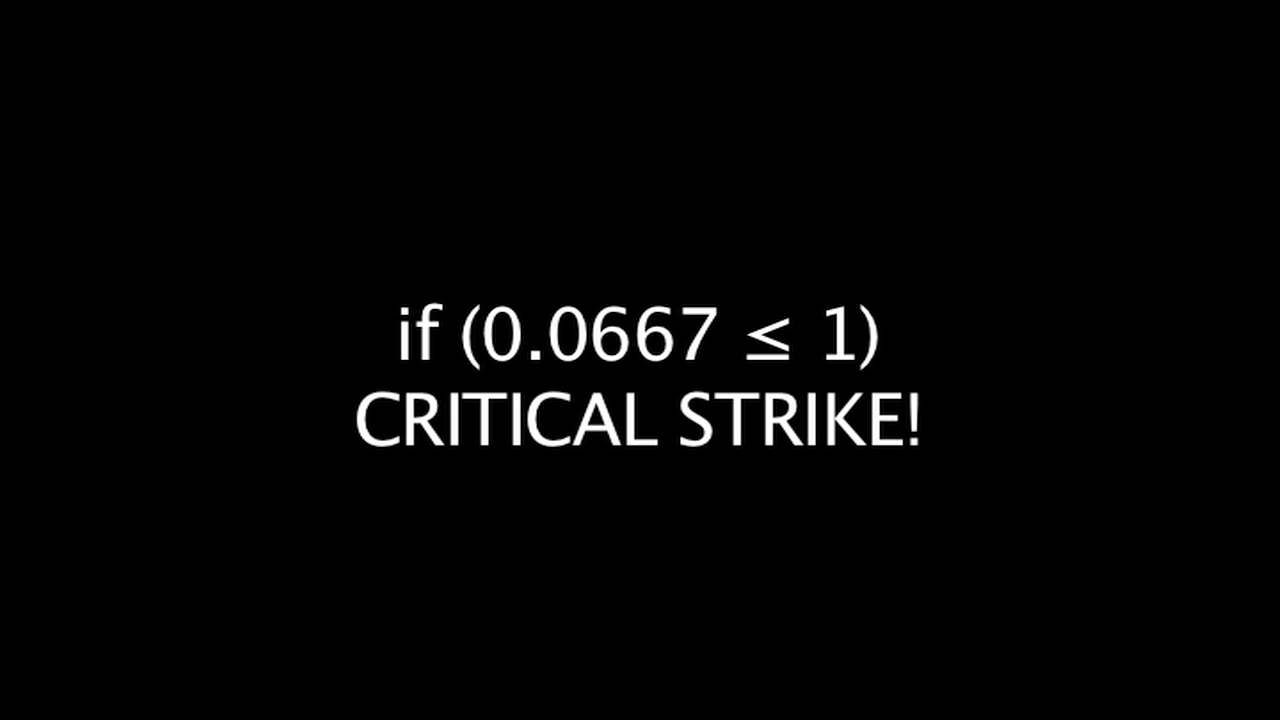 if (0.0667 ≤ 1)
CRITICAL STRIKE!